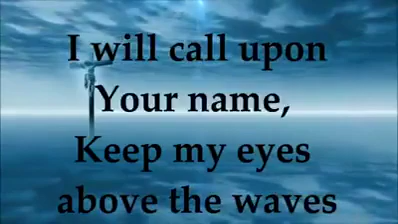 I will call upon
Your name,
Keep my eyes
above the waves